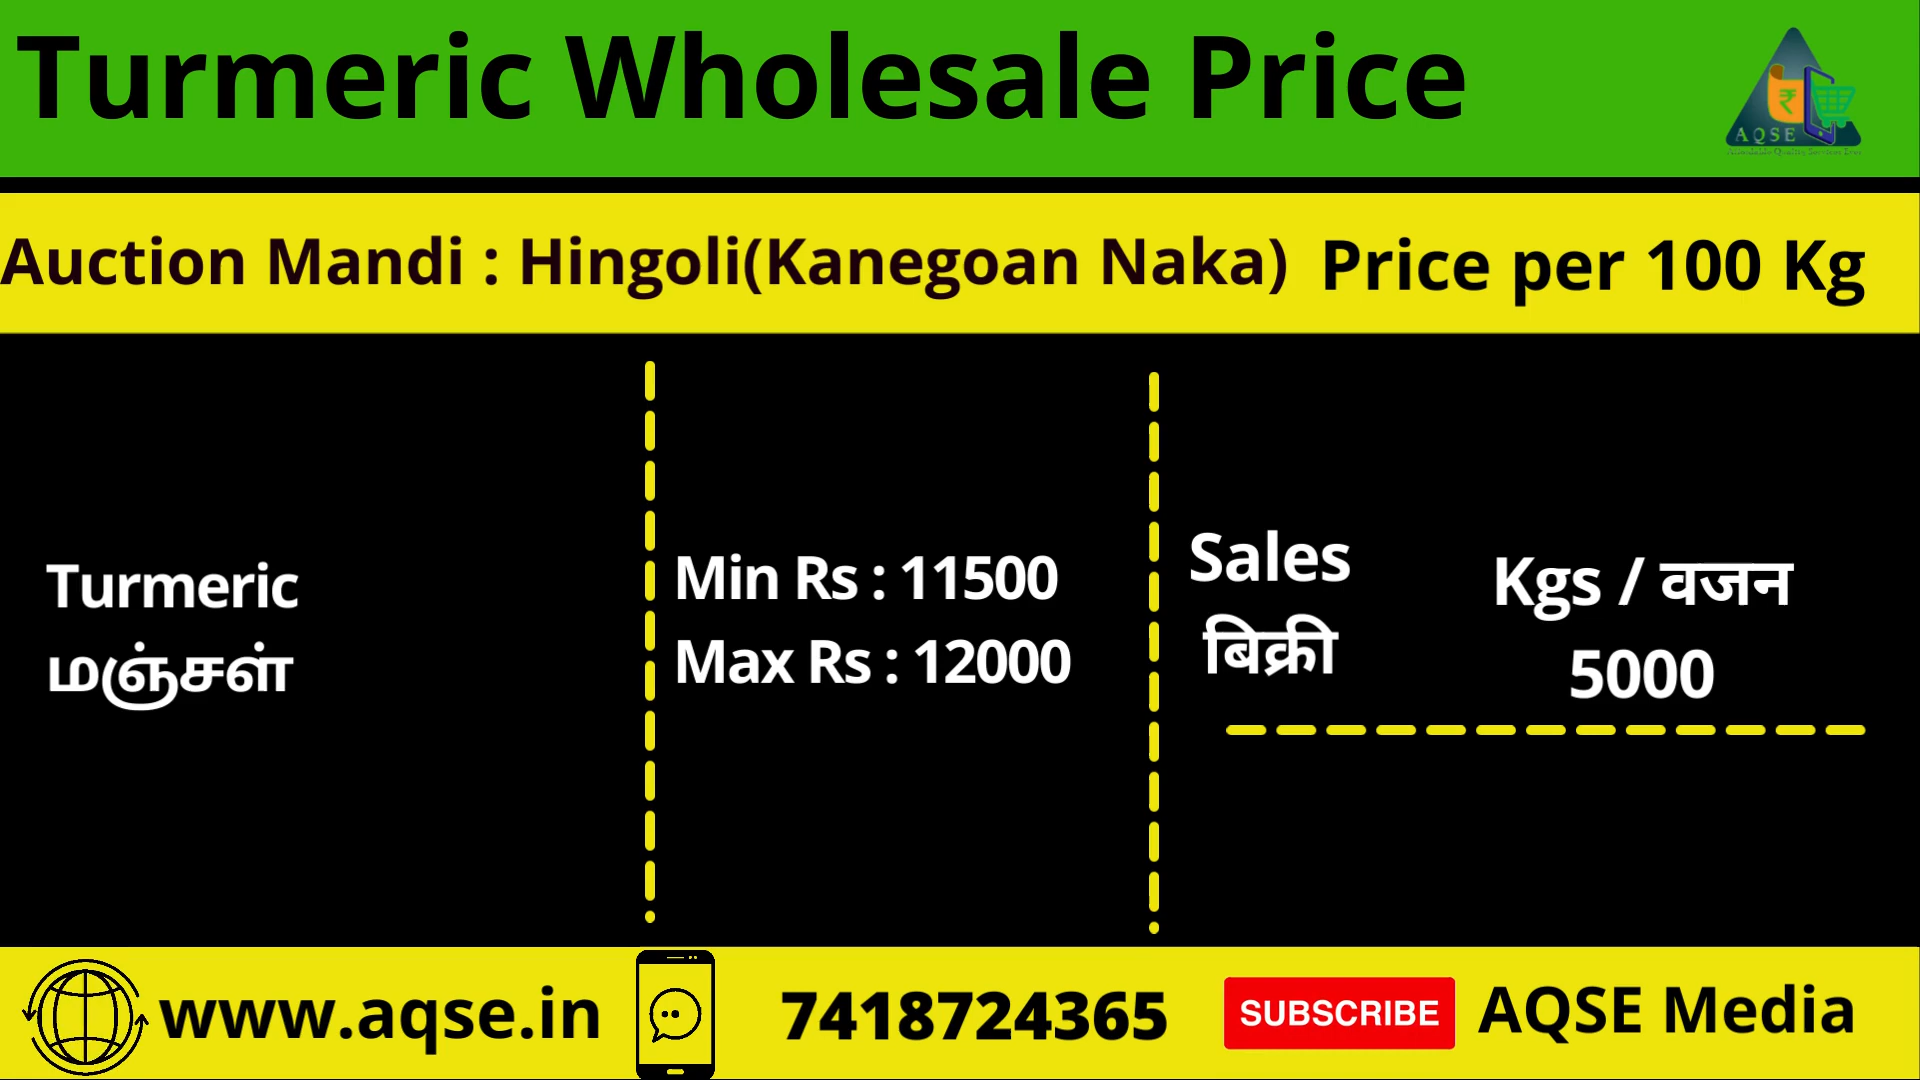 Turmeric Wholesale Price
AQSE
Auction Mandi : Hingoli(Kanegoan Naka)
Price per 100 Kg
Turmeric
மஞ்சள்
Min Rs : 11500
Max Rs : 12000
Sales
बिक्री
Kgs / वजन
5000
www.aqse.in
7418724365
SUBSCRIBE
AQSE Media